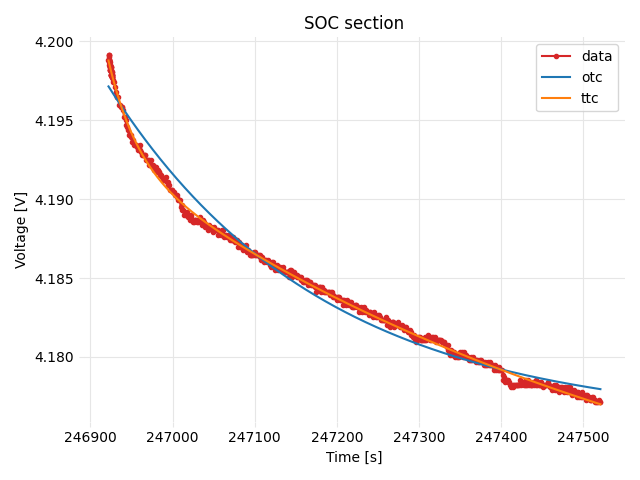 SOC section
4.200
4.195
4.190
4.185
4.180
Voltage [V]
data
otc
ttc
246900 247000 247100 247200 247300 247400 247500
Time [s]